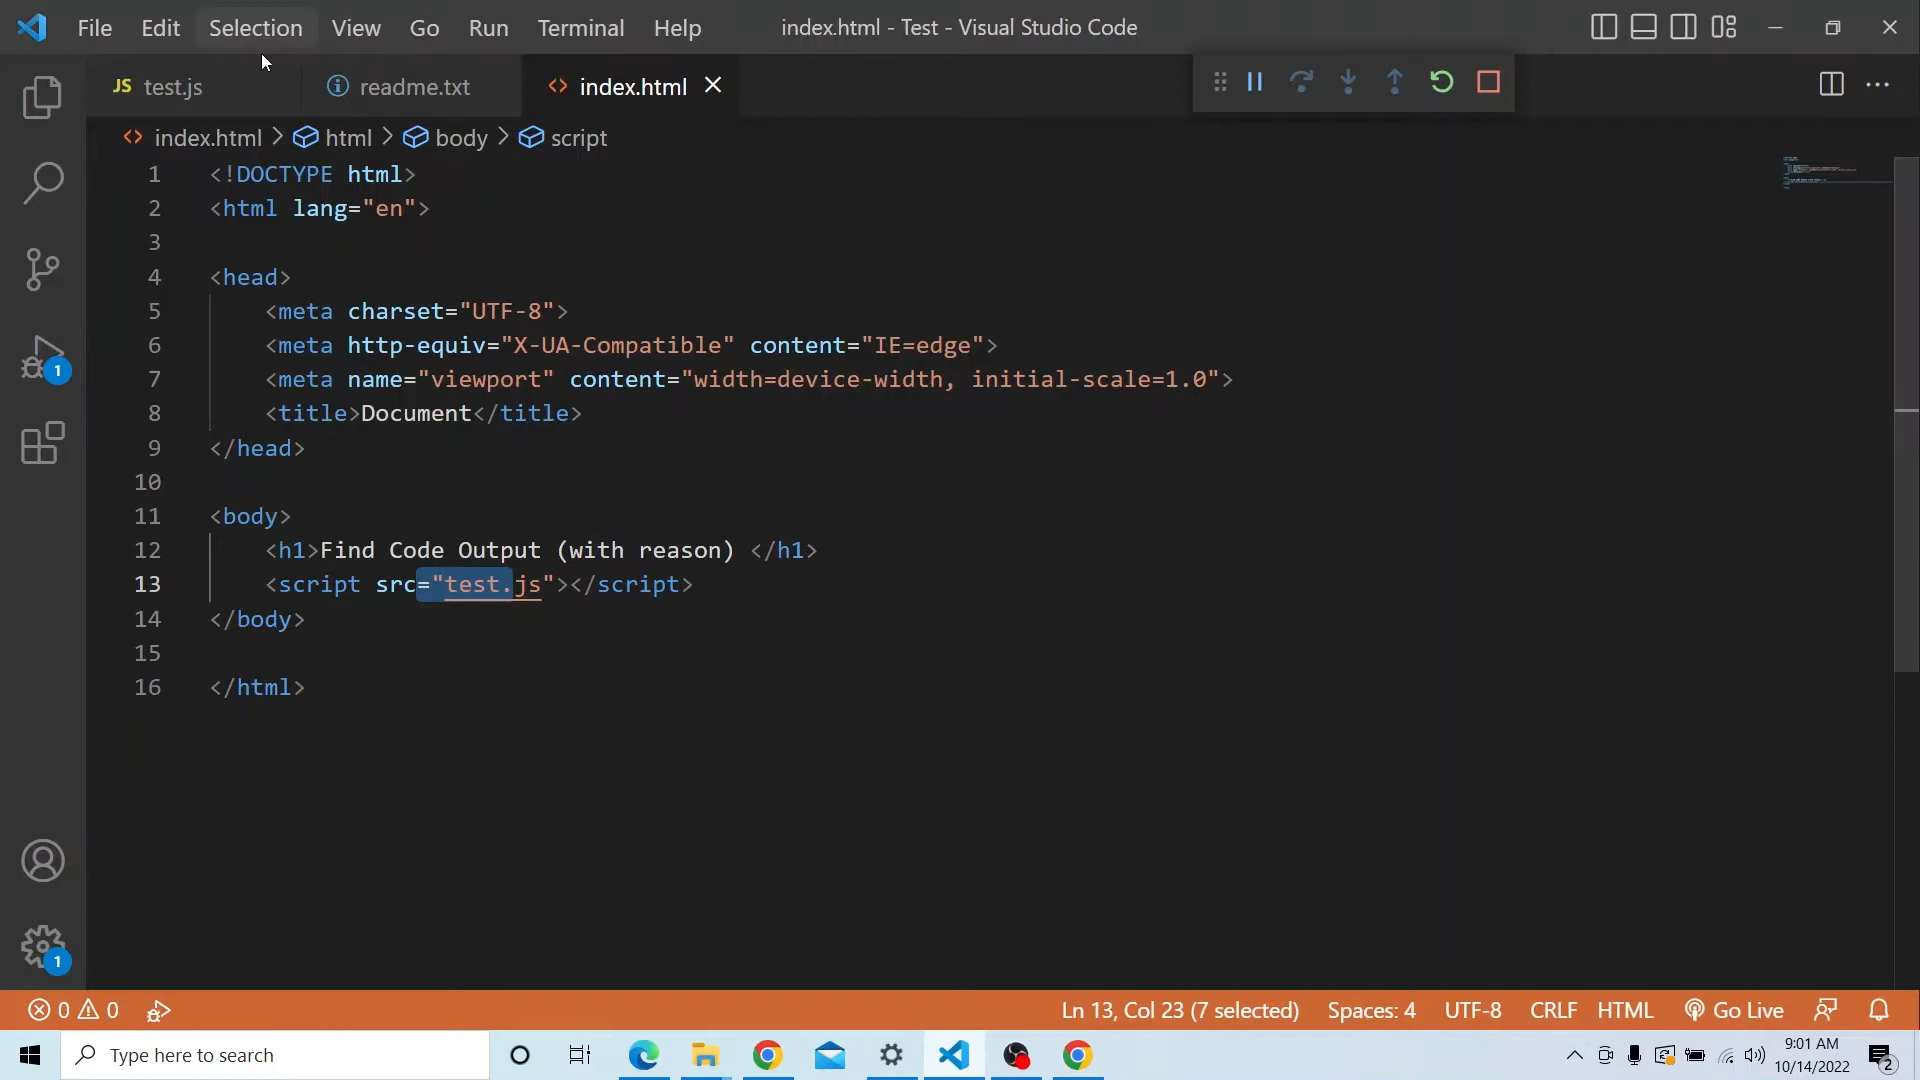 File Edit Selection View Go Run Terminal Help index.html - Test - Visual Studio Code
JS test.js readme.txt index.html
index.html > html > body > script
1 <!DOCTYPE html>
2 <html lang="en">
3
4 <head>
5 <meta charset="UTF-8">
6 <meta http-equiv="X-UA-Compatible" content="IE=edge">
7 <meta name="viewport" content="width=device-width, initial-scale=1.0">
8 <title>Document</title>
9 </head>
10
11 <body>
12 <h1>Find Code Output (with reason) </h1>
13 <script src="test.js"></script>
14 </body>
15
16 </html>
1
1
0 0 Ln 13, Col 23 (7 selected) Spaces: 4 UTF-8 CRLF HTML Go Live
Type here to search
9:01 AM
10/14/2022
2